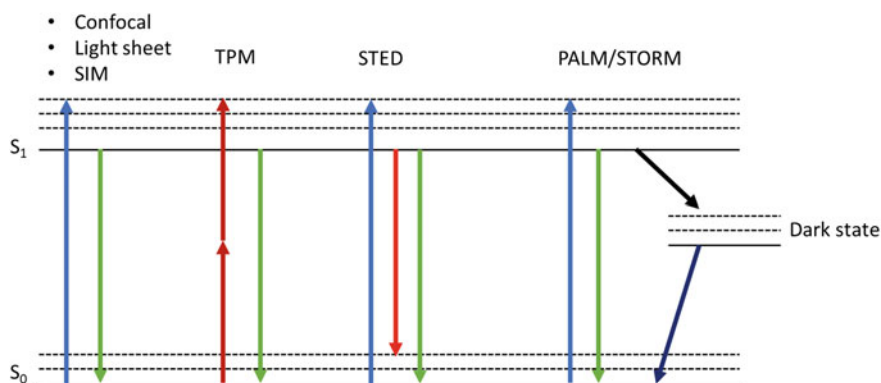 • Confocal
• Light sheet
• SIM
TPM
STED
PALM/STORM
S1
Dark state
S0